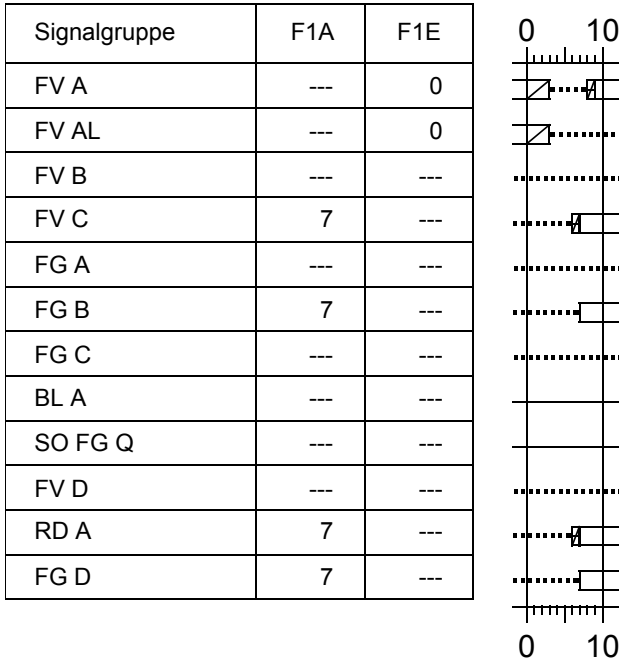 Signalgruppe F1A F1E 0 10
FV A --- 0
FV AL --- 0
FV B --- ---
FV C 7 ---
FG A --- ---
FG B 7 ---
FG C --- ---
BL A --- ---
SO FG Q --- ---
FV D --- ---
RD A 7 ---
FG D 7 ---
0 10